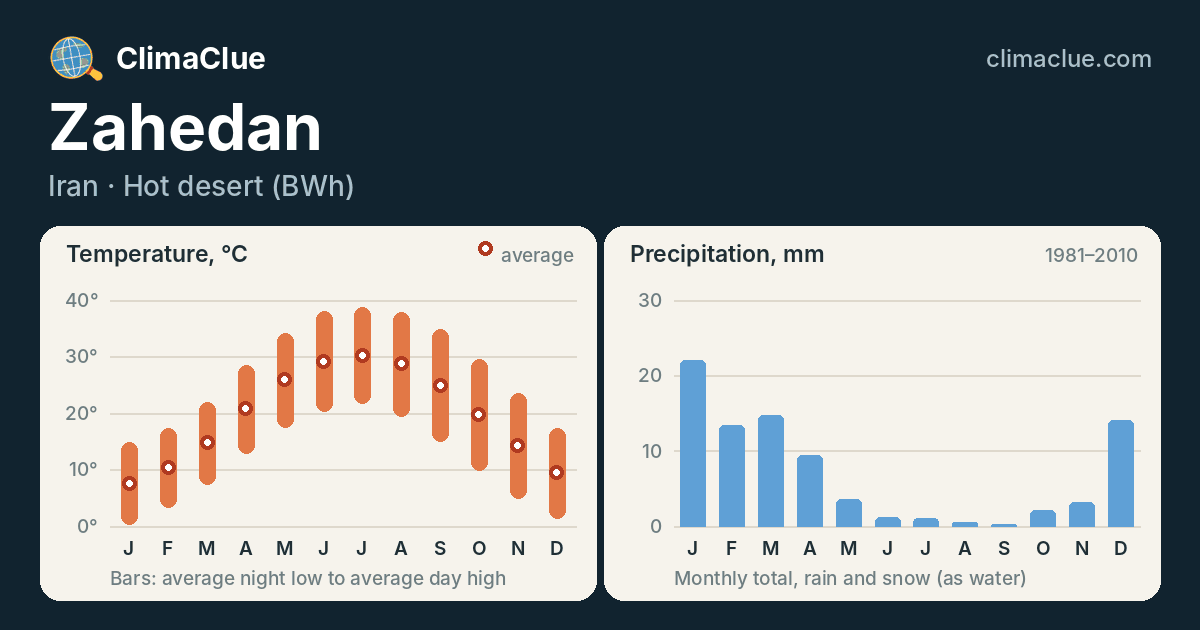 ClimaClue
climaclue.com
Zahedan
Iran · Hot desert (BWh)
Temperature, °C
average
40°
30°
20°
10°
0°
J F M A M J J A S O N D
Bars: average night low to average day high
Precipitation, mm
1981–2010
30
20
10
0
J F M A M J J A S O N D
Monthly total, rain and snow (as water)